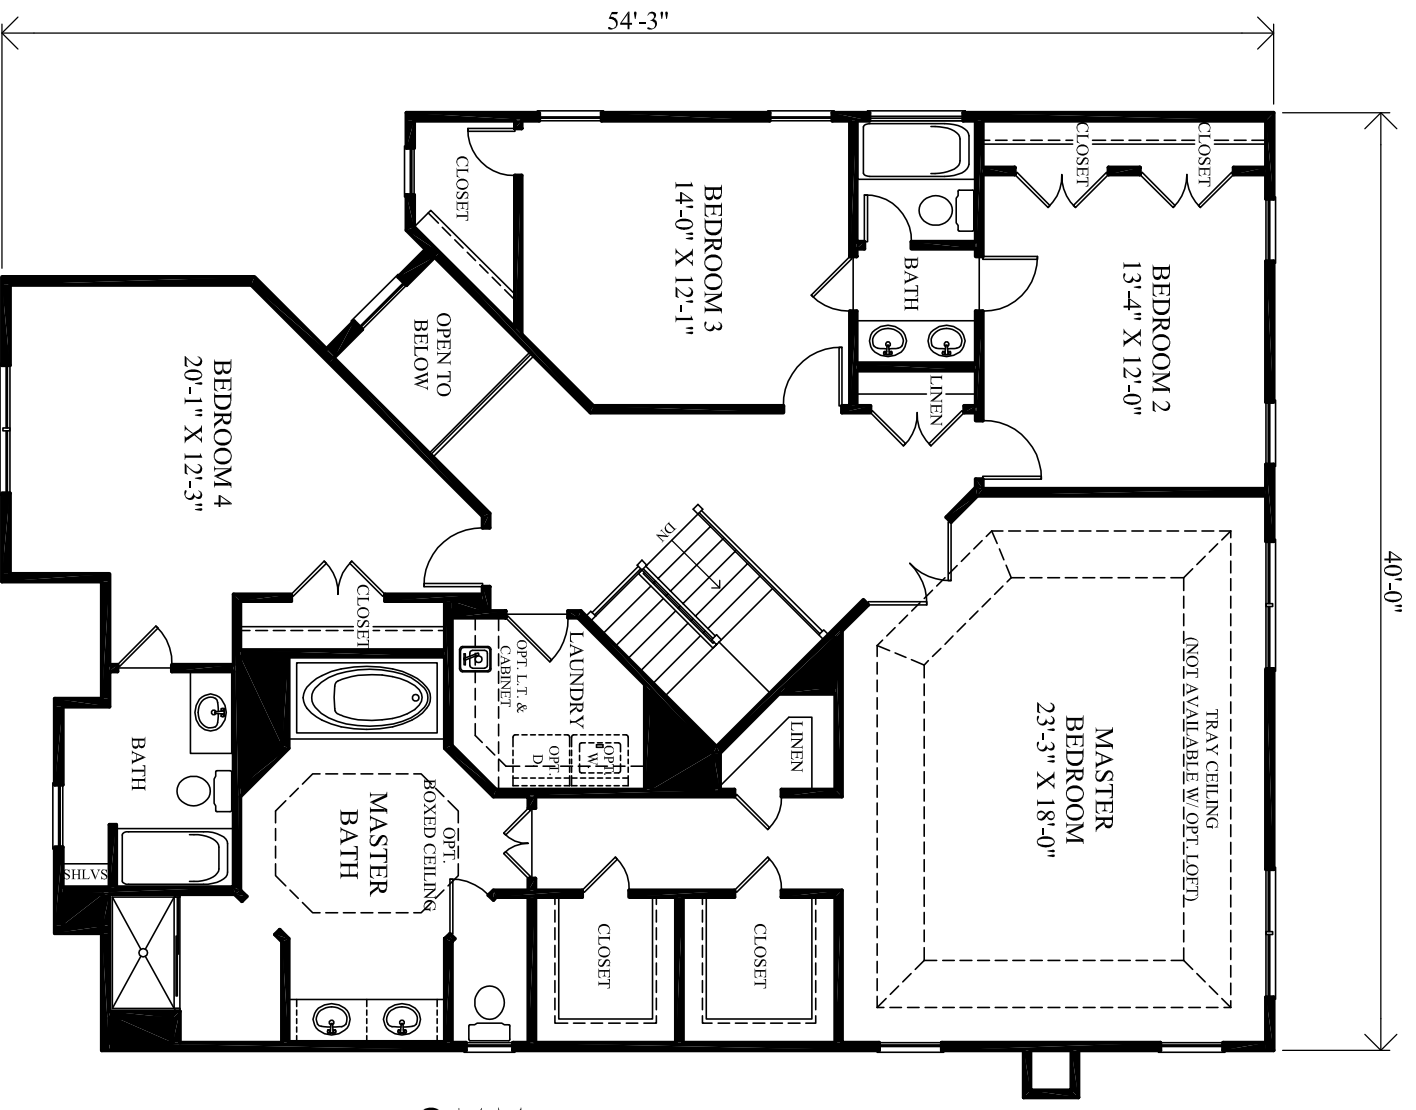 54'-3"
40'-0"
CLOSET
BEDROOM 3
14'-0" X 12'-1"
CLOSET
CLOSET
BATH
BEDROOM 2
13'-4" X 12'-0"
OPEN TO
BELOW
LINEN
BEDROOM 4
20'-1" X 12'-3"
DN
CLOSET
LAUNDRY
OPT. L.T. &
CABINET
OPT.
W
OPT.
D
LINEN
MASTER
BEDROOM
23'-3" X 18'-0"
TRAY CEILING
(NOT AVAILABLE W/ OPT. LOFT)
BATH
SHLVS
MASTER
BATH
OPT.
BOXED CEILING
CLOSET
CLOSET